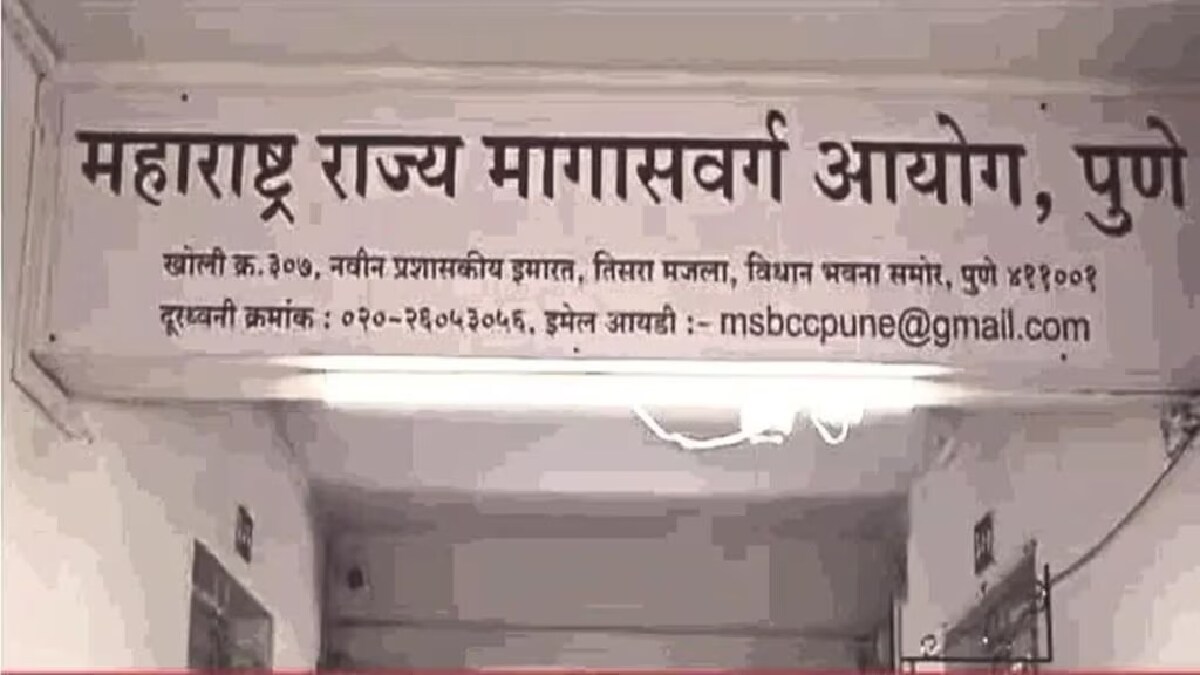 महाराष्ट्र राज्य मागासवर्ग आयोग, पुणे
खोली क्र.३०७, नवीन प्रशासकीय इमारत, तिसरा मजला, विधान भवना समोर, पुणे ४११००१
दूरध्वनी क्रमांक : ०२०-२६०५३०५६, इमेल आयडी :- msbccpune@gmail.com